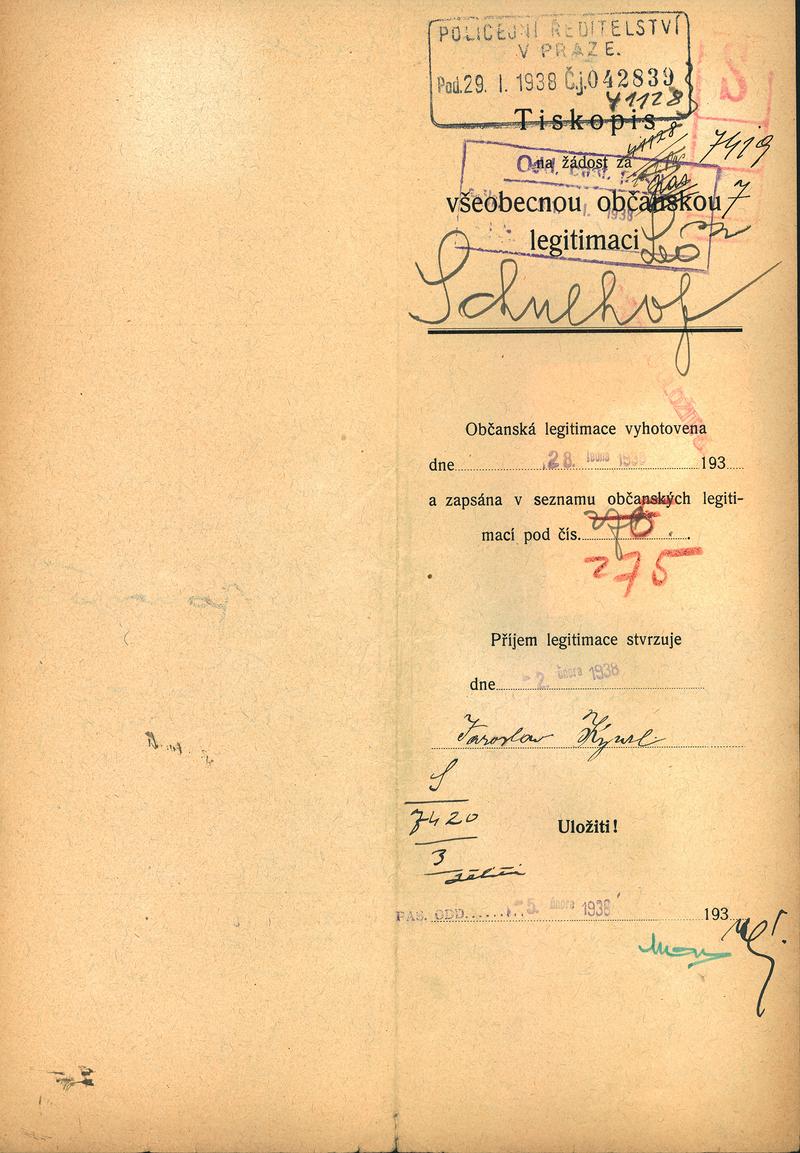 POLICEJNÍ ŘEDITELSTVÍ
V PRAZE.
Pod. 29. I. 1938 Čj. 042839
41128
Tiskopis
na žádost za
7419
všeobecnou občanskou
7
legitimaci
Leo
Schulhof
Občanská legitimace vyhotovena
dne 28. ledna 1938 193
a zapsána v seznamu občanských legiti-
mací pod čís.
275
Příjem legitimace stvrzuje
dne - 2. února 1938
Jaroslav
S
7420
Uložiti!
3
PAS. ODD. - 5. února 1938 193